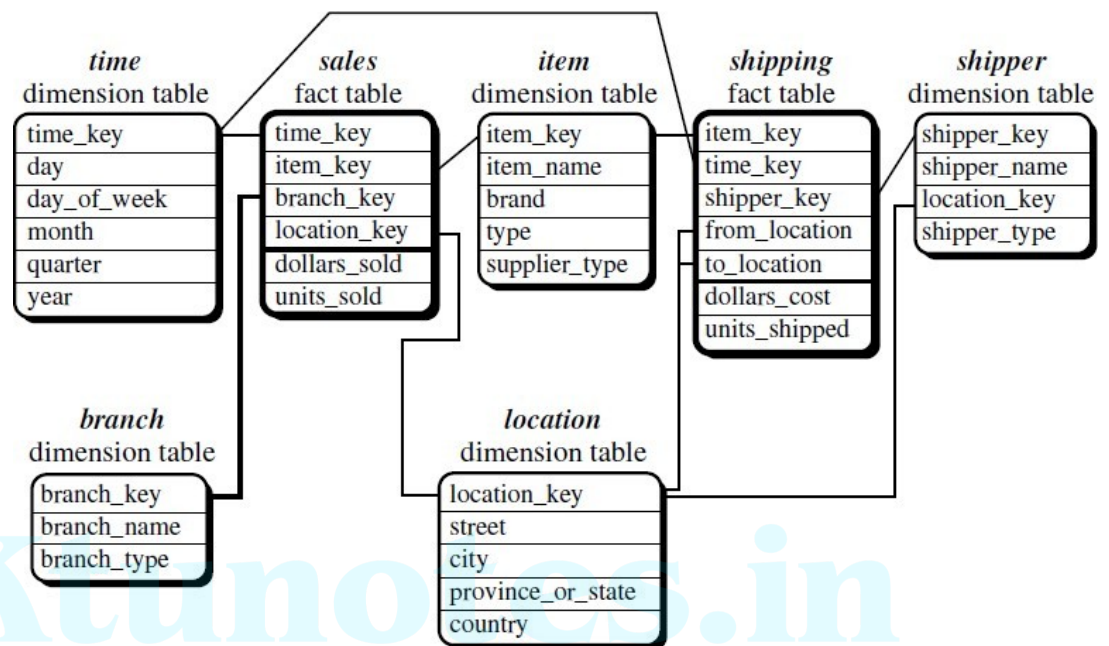 time
dimension table
time_key
day
day_of_week
month
quarter
year
sales
fact table
time_key
item_key
branch_key
location_key
dollars_sold
units_sold
item
dimension table
item_key
item_name
brand
type
supplier_type
shipping
fact table
item_key
time_key
shipper_key
from_location
to_location
dollars_cost
units_shipped
shipper
dimension table
shipper_key
shipper_name
location_key
shipper_type
branch
dimension table
branch_key
branch_name
branch_type
location
dimension table
location_key
street
city
province_or_state
country
Ktunotes.in